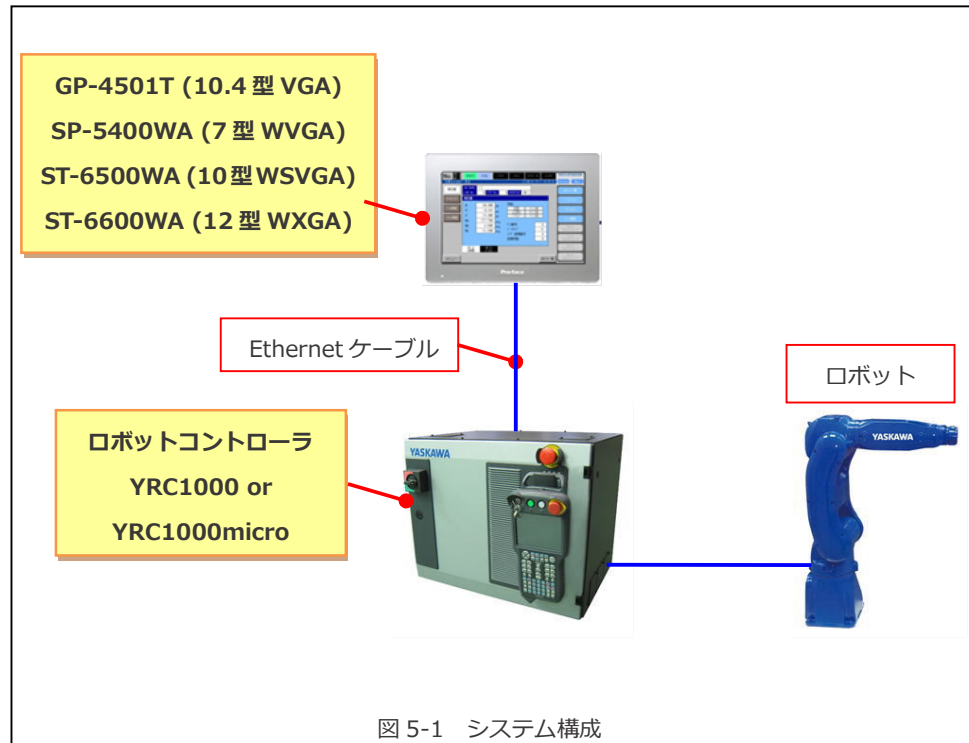 GP-4501T (10.4 型 VGA)
SP-5400WA (7 型 WVGA)
ST-6500WA (10 型 WSVGA)
ST-6600WA (12 型 WXGA)
Pro-face
Ethernet ケーブル
ロボット
ロボットコントローラ
YRC1000 or
YRC1000micro
YASKAWA
YASKAWA
図 5-1 システム構成